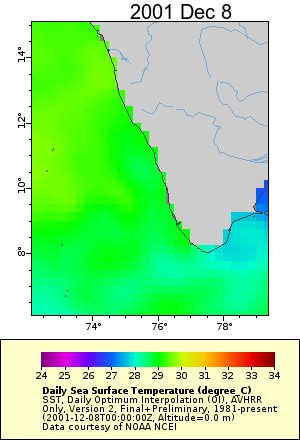 2001 Dec 8
14°
12°
10°
8°
74°
76°
78°
24 25 26 27 28 29 30 31 32 33 34
Daily Sea Surface Temperature (degree_C)
SST, Daily Optimum Interpolation (OI), AVHRR
Only, Version 2, Final+Preliminary, 1981-present
(2001-12-08T00:00:00Z, Altitude=0.0 m)
Data courtesy of NOAA NCEI